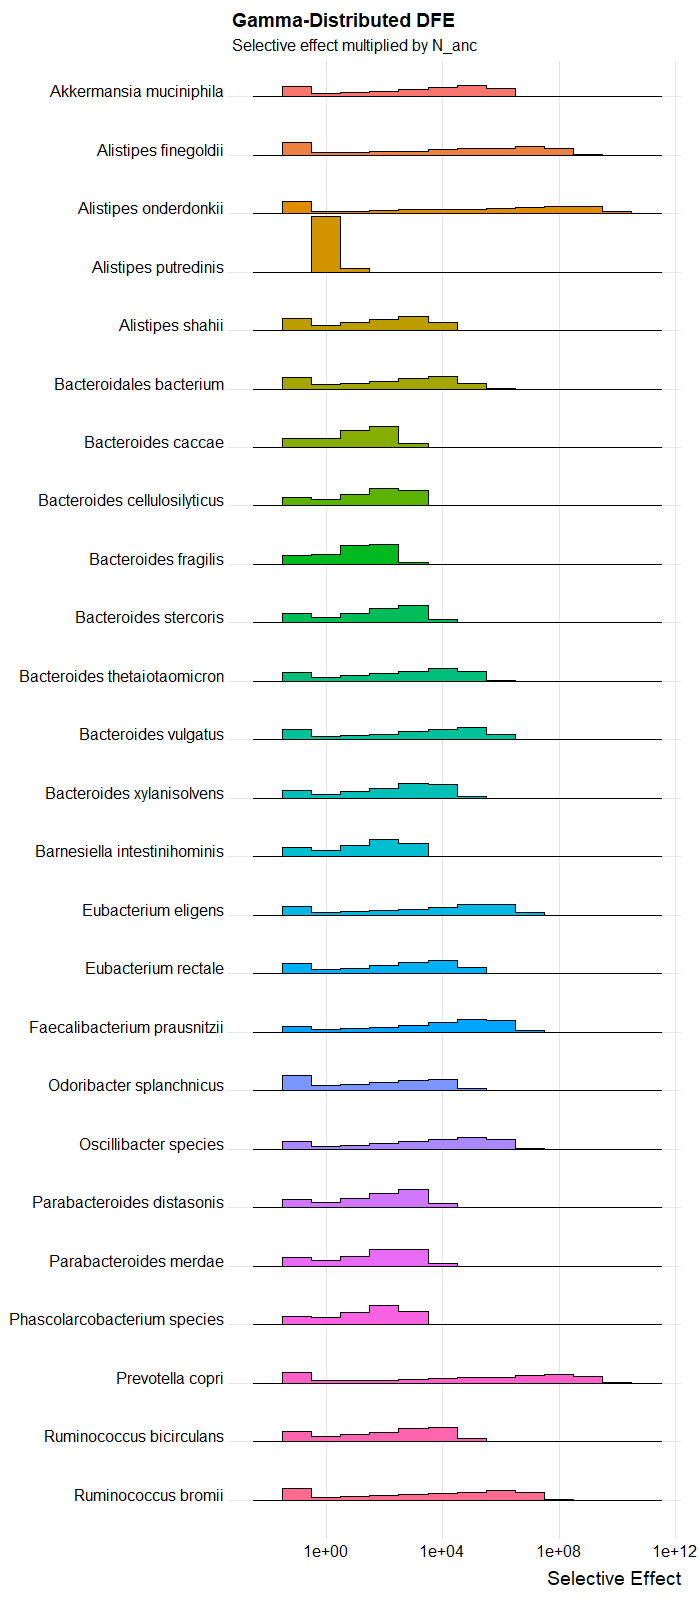 Gamma-Distributed DFE
Selective effect multiplied by N_anc
Akkermansia muciniphila
Alistipes finegoldii
Alistipes onderdonkii
Alistipes putredinis
Alistipes shahii
Bacteroidales bacterium
Bacteroides caccae
Bacteroides cellulosilyticus
Bacteroides fragilis
Bacteroides stercoris
Bacteroides thetaiotaomicron
Bacteroides vulgatus
Bacteroides xylanisolvens
Barnesiella intestinihominis
Eubacterium eligens
Eubacterium rectale
Faecalibacterium prausnitzii
Odoribacter splanchnicus
Oscillibacter species
Parabacteroides distasonis
Parabacteroides merdae
Phascolarcobacterium species
Prevotella copri
Ruminococcus bicirculans
Ruminococcus bromii
1e+00 1e+04 1e+08 1e+12
Selective Effect